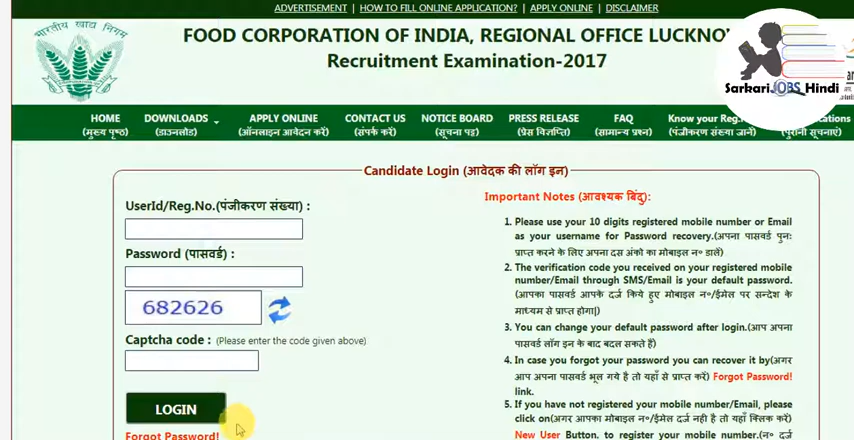 ADVERTISEMENT | HOW TO FILL ONLINE APPLICATION? | APPLY ONLINE | DISCLAIMER
भारतीय खाद्य निगम
FOOD CORPORATION OF INDIA, REGIONAL OFFICE
Recruitment Examination-2017
SarkariJOBS Hindi
HOME DOWNLOADS APPLY ONLINE CONTACT US NOTICE BOARD PRESS RELEASE FAQ Know your
(मुख्य पृष्ठ) (डाउनलोड) (ऑनलाइन आवेदन करें) (संपर्क करें) (सूचना पट्ट) (प्रेस विज्ञप्ति) (सामान्य प्रश्न) (पंजीकरण संख्या जानें) (पुरानी सूचनाएं)
Candidate Login (आवेदक की लॉग इन)
UserId/Reg.No.(पंजीकरण संख्या) :
Password (पासवर्ड) :
682626
Captcha code : (Please enter the code given above)
LOGIN
Forgot Password!
Important Notes (आवश्यक बिंदु):
1. Please use your 10 digits registered mobile number or Email
as your username for Password recovery.(अपना पासवर्ड पुनः
प्राप्त करने के लिए अपना दस अंको का मोबाइल न० डालें)
2. The verification code you received on your registered mobile
number/Email through SMS/Email is your default password.
(आपका पासवर्ड आपके दर्ज किये हुए मोबाइल न०/ईमेल पर सन्देश के
माध्यम से प्राप्त होगा|)
3. You can change your default password after login.(आप अपना
पासवर्ड लॉग इन के बाद बदल सकते हैं)
4. In case you forgot your password you can recover it by(अगर
आप अपना पासवर्ड भूल गये है तो यहाँ से प्राप्त करें) Forgot Password!
link.
5. If you have not registered your mobile number/Email, please
click on(अगर आपका मोबाइल न०/ईमेल दर्ज नही है तो यहाँ क्लिक करें)
New User Button. to register your mobile number.(न० दर्ज